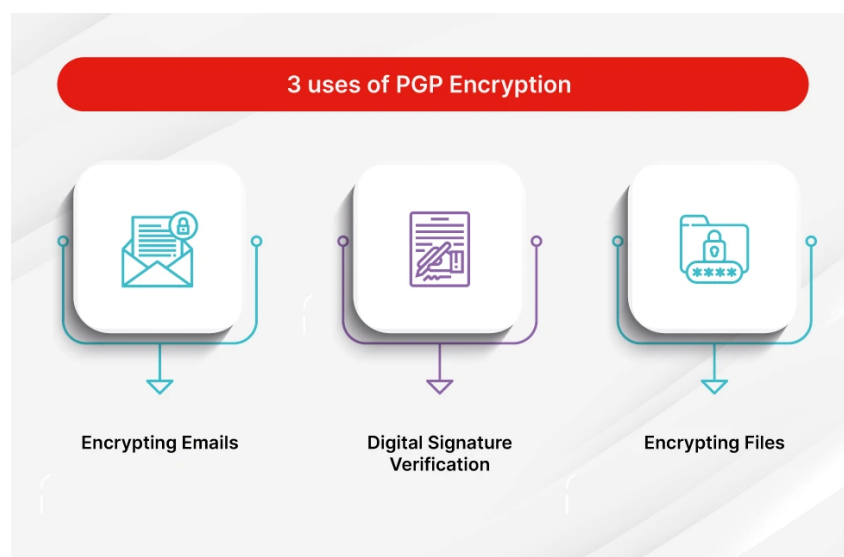 3 uses of PGP Encryption
Encrypting Emails
Digital Signature
Verification
****
Encrypting Files